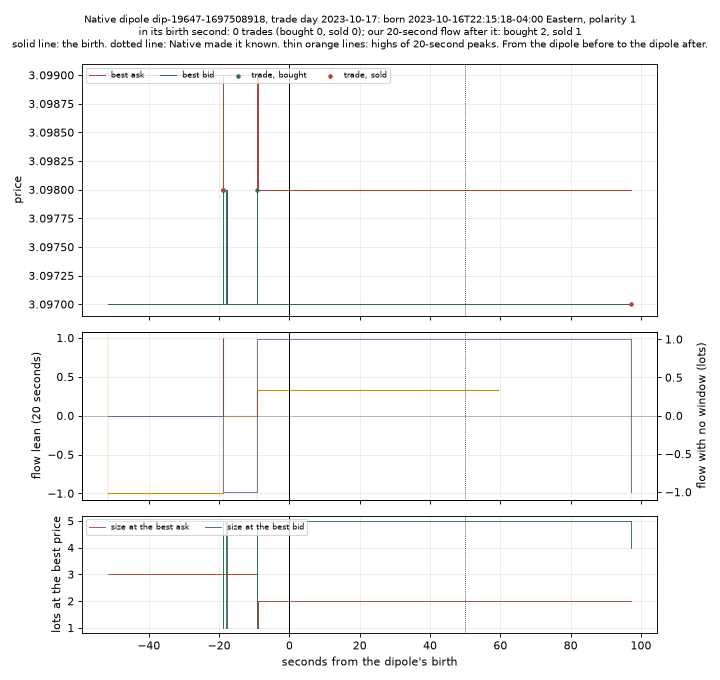 Native dipole dip-19647-1697508918, trade day 2023-10-17: born 2023-10-16T22:15:18-04:00 Eastern, polarity 1
in its birth second: 0 trades (bought 0, sold 0); our 20-second flow after it: bought 2, sold 1
solid line: the birth. dotted line: Native made it known. thin orange lines: highs of 20-second peaks. From the dipole before to the dipole after.
best ask best bid trade, bought trade, sold
3.09900
3.09875
3.09850
3.09825
3.09800
3.09775
3.09750
3.09725
3.09700
price
1.0
0.5
0.0
−0.5
−1.0
flow lean (20 seconds)
1.0
0.5
0.0
−0.5
−1.0
flow with no window (lots)
size at the best ask size at the best bid
5
4
3
2
1
lots at the best price
−40 −20 0 20 40 60 80 100
seconds from the dipole's birth